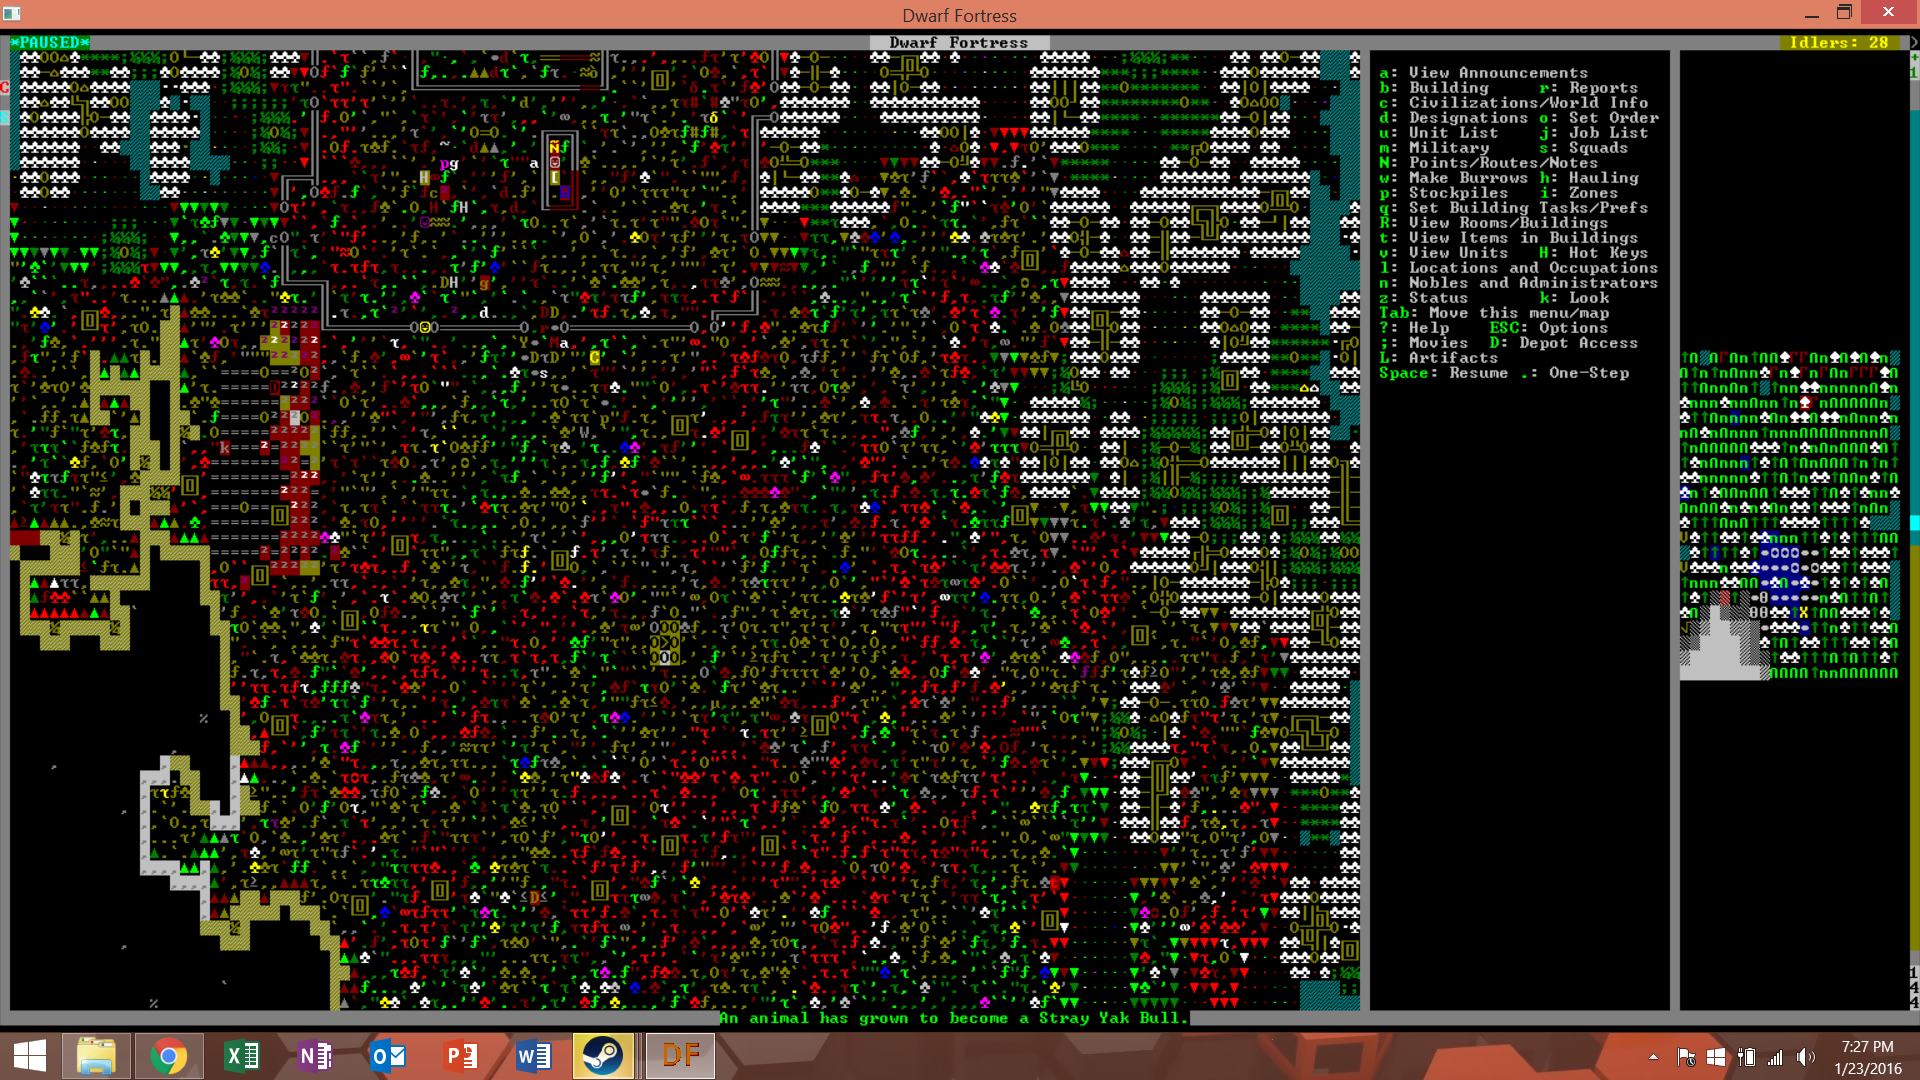 Dwarf Fortress
*PAUSED*
Dwarf Fortress
Idlers: 28
a: View Announcements
b: Building r: Reports
c: Civilizations/World Info
d: Designations o: Set Order
u: Unit List j: Job List
m: Military s: Squads
N: Points/Routes/Notes
w: Make Burrows h: Hauling
p: Stockpiles i: Zones
q: Set Building Tasks/Prefs
R: View Rooms/Buildings
t: View Items in Buildings
v: View Units H: Hot Keys
l: Locations and Occupations
n: Nobles and Administrators
z: Status k: Look
Tab: Move this menu/map
?: Help ESC: Options
;: Movies D: Depot Access
L: Artifacts
Space: Resume .: One-Step
An animal has grown to become a Stray Yak Bull.
DF
7:27 PM
1/23/2016